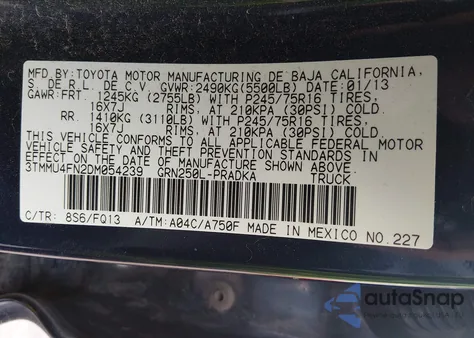 MFD.BY:TOYOTA MOTOR MANUFACTURING DE BAJA CALIFORNIA,
S. DE R.L. DE C.V. GVWR:2490KG(5500LB) DATE:01/13
GAWR:FRT. 1245KG (2755LB)WITH P245/75R16 TIRES,
16X7J RIMS, AT 210KPA (30PSI) COLD
RR. 1410KG (3110LB)WITH P245/75R16 TIRES,
16X7J RIMS, AT 210KPA (30PSI) COLD
THIS VEHICLE CONFORMS TO ALL APPLICABLE FEDERAL MOTOR
VEHICLE SAFETY AND THEFT PREVENTION STANDARDS IN EFFECT ON
THE DATE OF MANUFACTURE SHOWN ABOVE.
3TMMU4FN2DM054239 GRN250L-PRADKA TRUCK
C/TR: 8S6/FQ13 A/TM:A04C/A750F MADE IN MEXICO NO.227
autoSnap